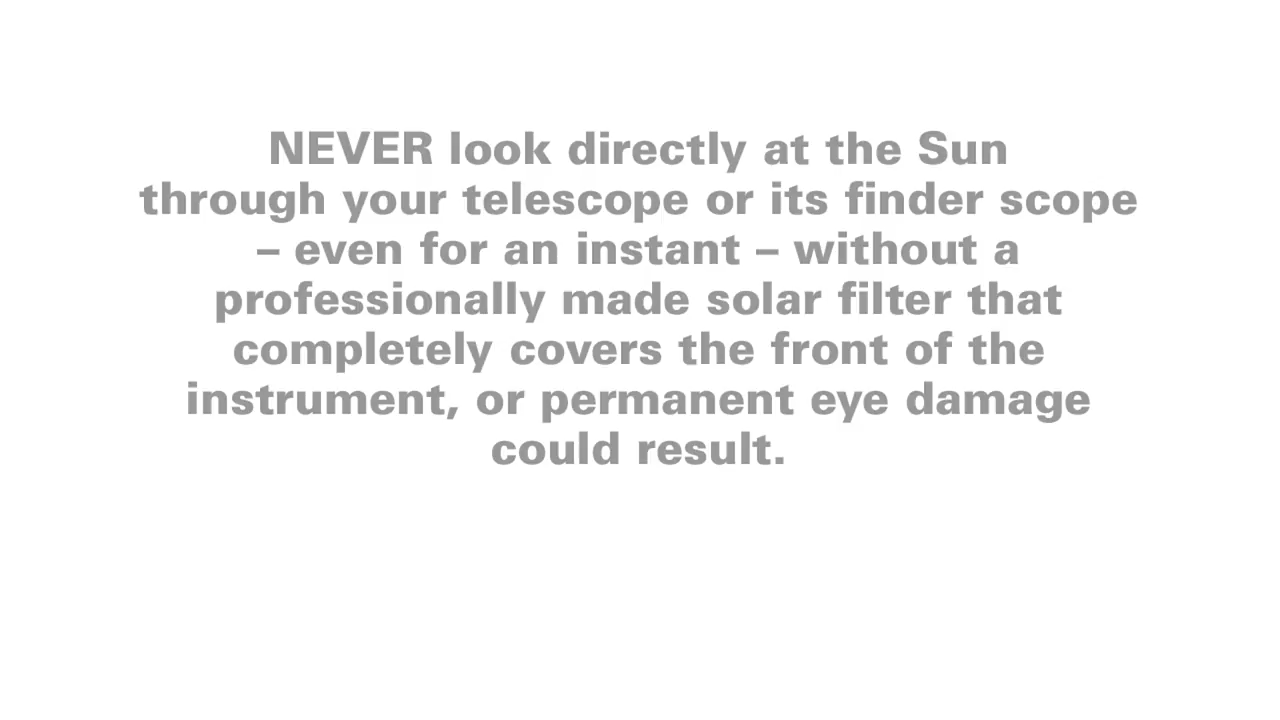 NEVER look directly at the Sun
through your telescope or its finder scope
– even for an instant – without a
professionally made solar filter that
completely covers the front of the
instrument, or permanent eye damage
could result.